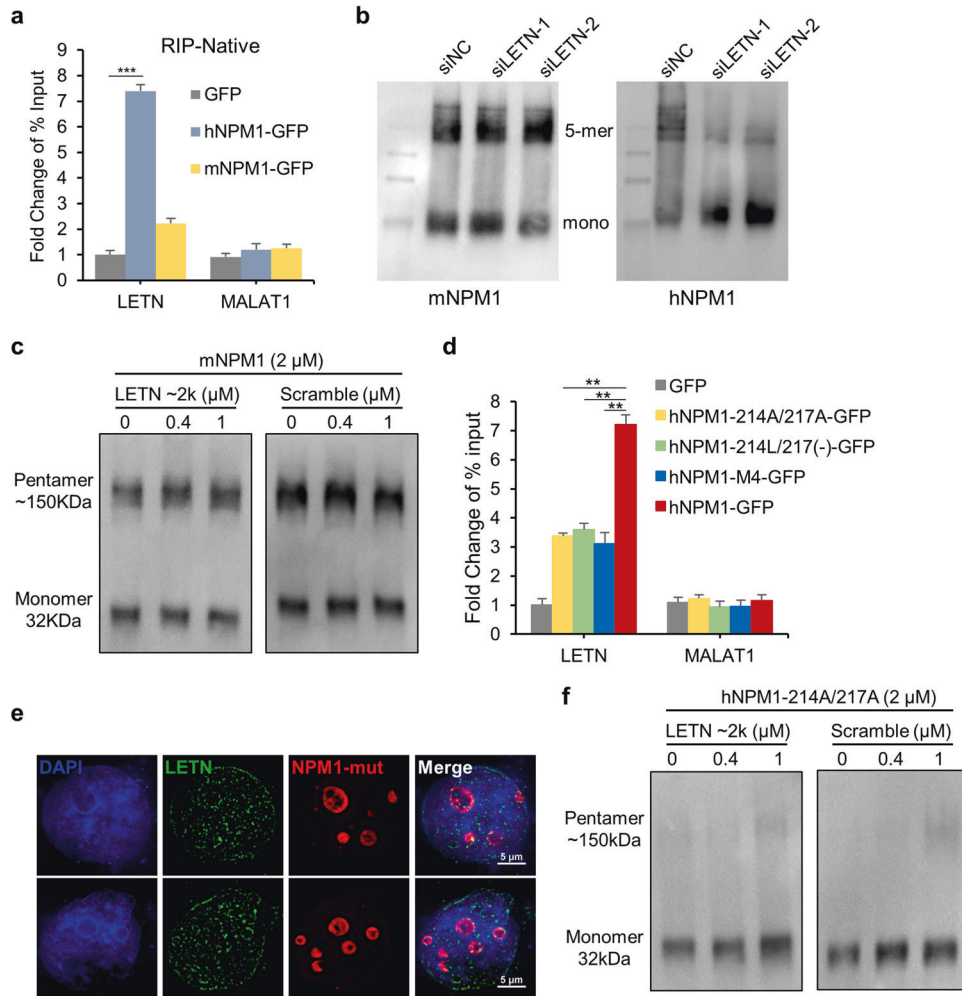 a
RIP-Native
Fold Change of % Input
9
8
7
6
5
4
3
2
1
0
***
GFP
hNPM1-GFP
mNPM1-GFP
LETN
MALAT1
b
siNC
siLETN-1
siLETN-2
siNC
siLETN-1
siLETN-2
5-mer
mono
mNPM1
hNPM1
c
mNPM1 (2 µM)
LETN ~2k (µM)
Scramble (µM)
0 0.4 1
0 0.4 1
Pentamer
~150KDa
Monomer
32KDa
d
Fold Change of % input
8
7
6
5
4
3
2
1
0
**
**
**
GFP
hNPM1-214A/217A-GFP
hNPM1-214L/217(-)-GFP
hNPM1-M4-GFP
hNPM1-GFP
LETN
MALAT1
e
DAPI
LETN
NPM1-mut
Merge
5 µm
5 µm
f
hNPM1-214A/217A (2 µM)
LETN ~2k (µM)
Scramble (µM)
0 0.4 1
0 0.4 1
Pentamer
~150kDa
Monomer
32kDa